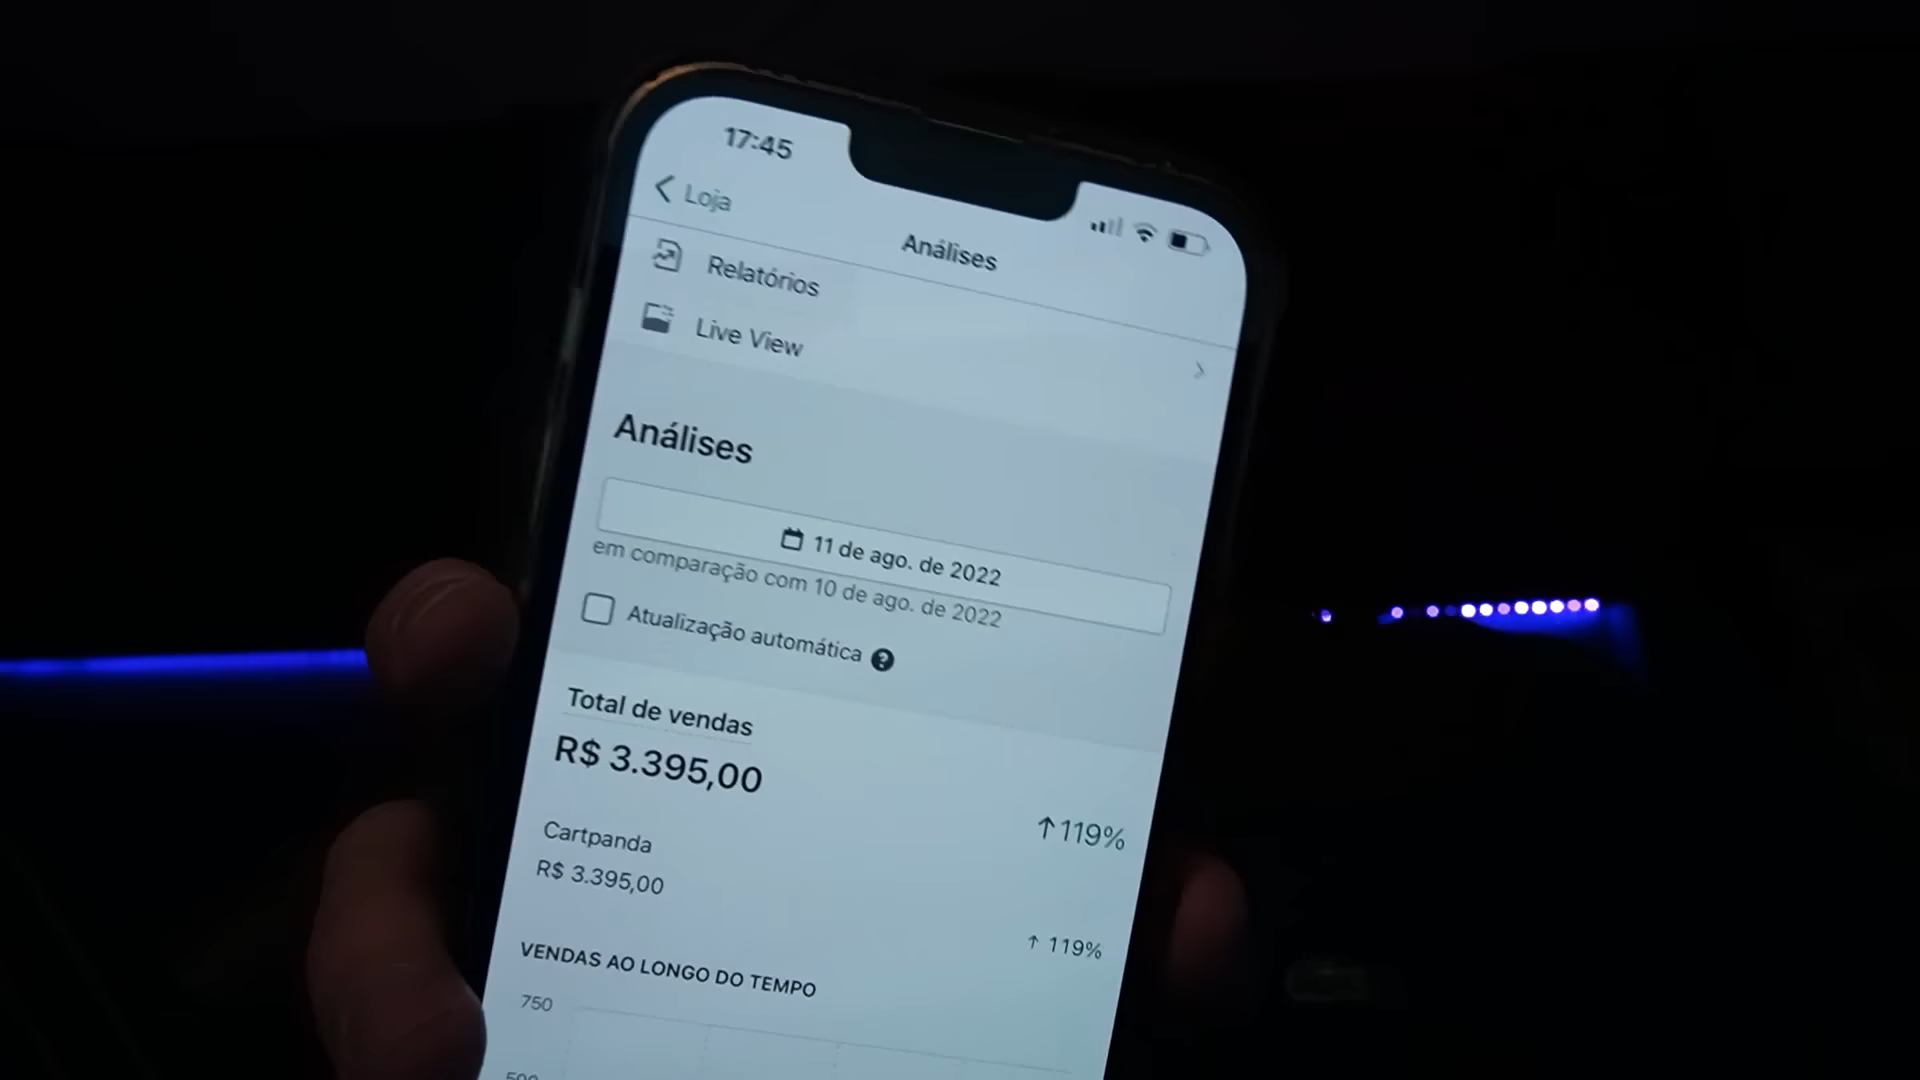 17:45
Loja
Análises
Relatórios
Live View
Análises
11 de ago. de 2022
em comparação com 10 de ago. de 2022
Atualização automática ?
Total de vendas
R$ 3.395,00
↑119%
Cartpanda
R$ 3.395,00
↑ 119%
VENDAS AO LONGO DO TEMPO
750
500